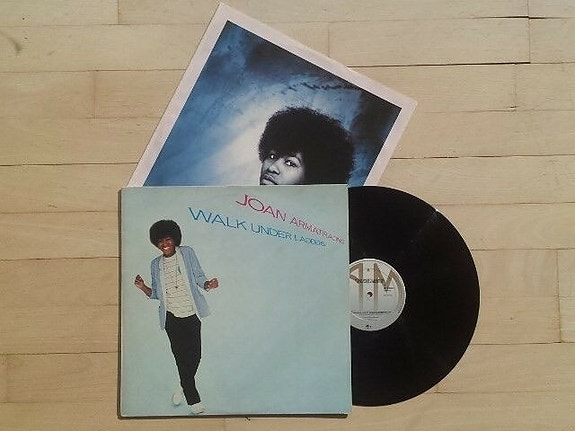 JOAN ARMATRADING
WALK UNDER LADDERS
A&M